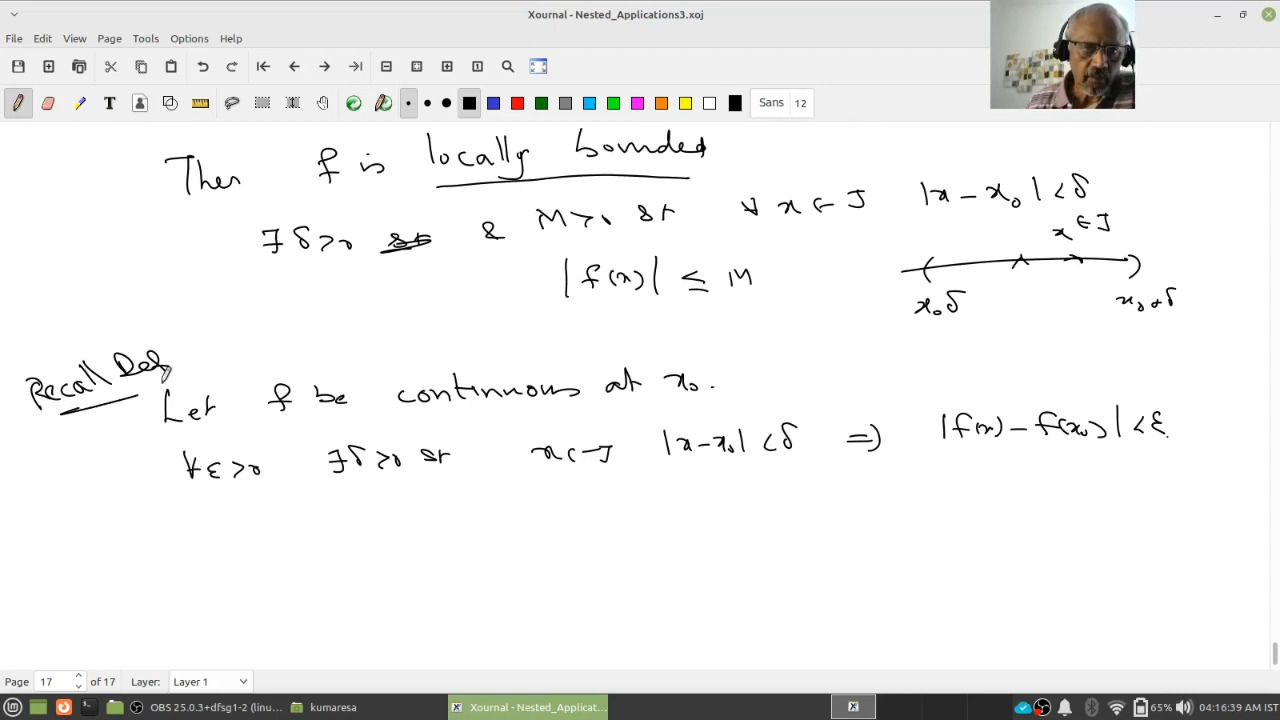 Xournal - Nested_Applications3.xoj
File Edit View Page Tools Options Help
Sans 12
Then f is locally bounded
∃ δ>0 st & M>0 st ∀ x ∈ J |x-x₀|<δ
x ∈ J
|f(x)| ≤ M
x₀ δ x₀+δ
Recall Def
Let f be continuous at x₀.
∀ε>0 ∃δ>0 st x∈J |x-x₀|<δ => |f(x)-f(x₀)|<ε
Page 17 of 17 Layer: Layer 1
OBS 25.0.3+dfsg1-2 (linu... kumaresa Xournal - Nested_Applicat... 65% 04:16:39 AM IST